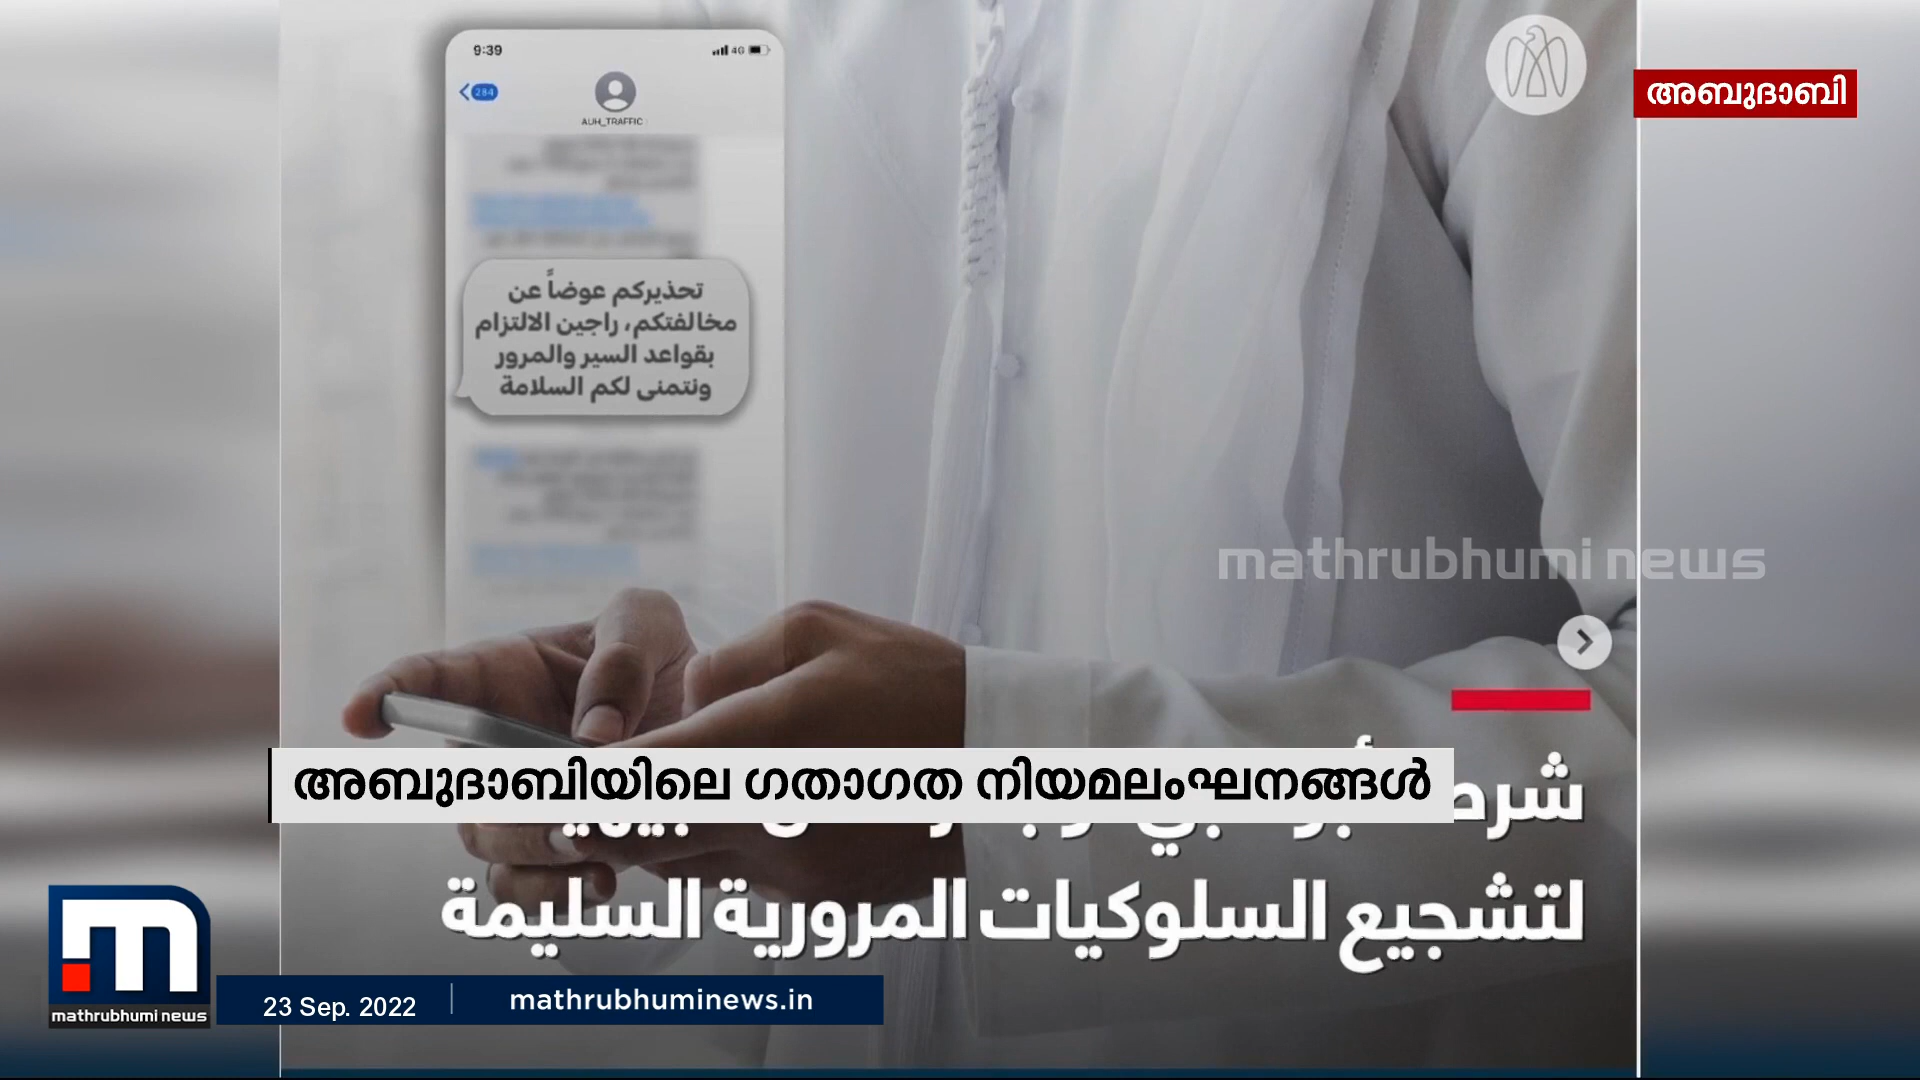 9:39
4G
284
AUH_TRAFFIC
تحذيركم عوضاً عن
مخالفتكم، راجين الالتزام
بقواعد السير والمرور
ونتمنى لكم السلامة
അബുദാബി
mathrubhumi news
അബുദാബിയിലെ ഗതാഗത നിയമലംഘനങ്ങൾ
لتشجيع السلوكيات المرورية السليمة
mathrubhumi news
23 Sep. 2022
mathrubhuminews.in